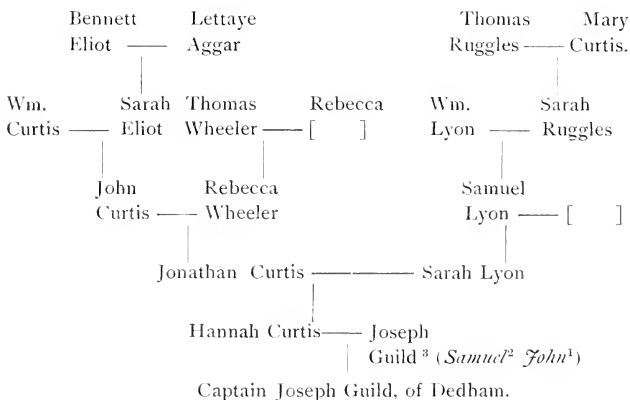 Bennett Lettaye Thomas Mary
Eliot — Aggar Ruggles — Curtis.
Wm. Sarah Thomas Rebecca Wm. Sarah
Curtis — Eliot Wheeler — [ ] Lyon — Ruggles
John Rebecca Samuel
Curtis — Wheeler Lyon — [ ]
Jonathan Curtis — Sarah Lyon
Hannah Curtis — Joseph
Guild ³ (Samuel² John¹)
Captain Joseph Guild, of Dedham.